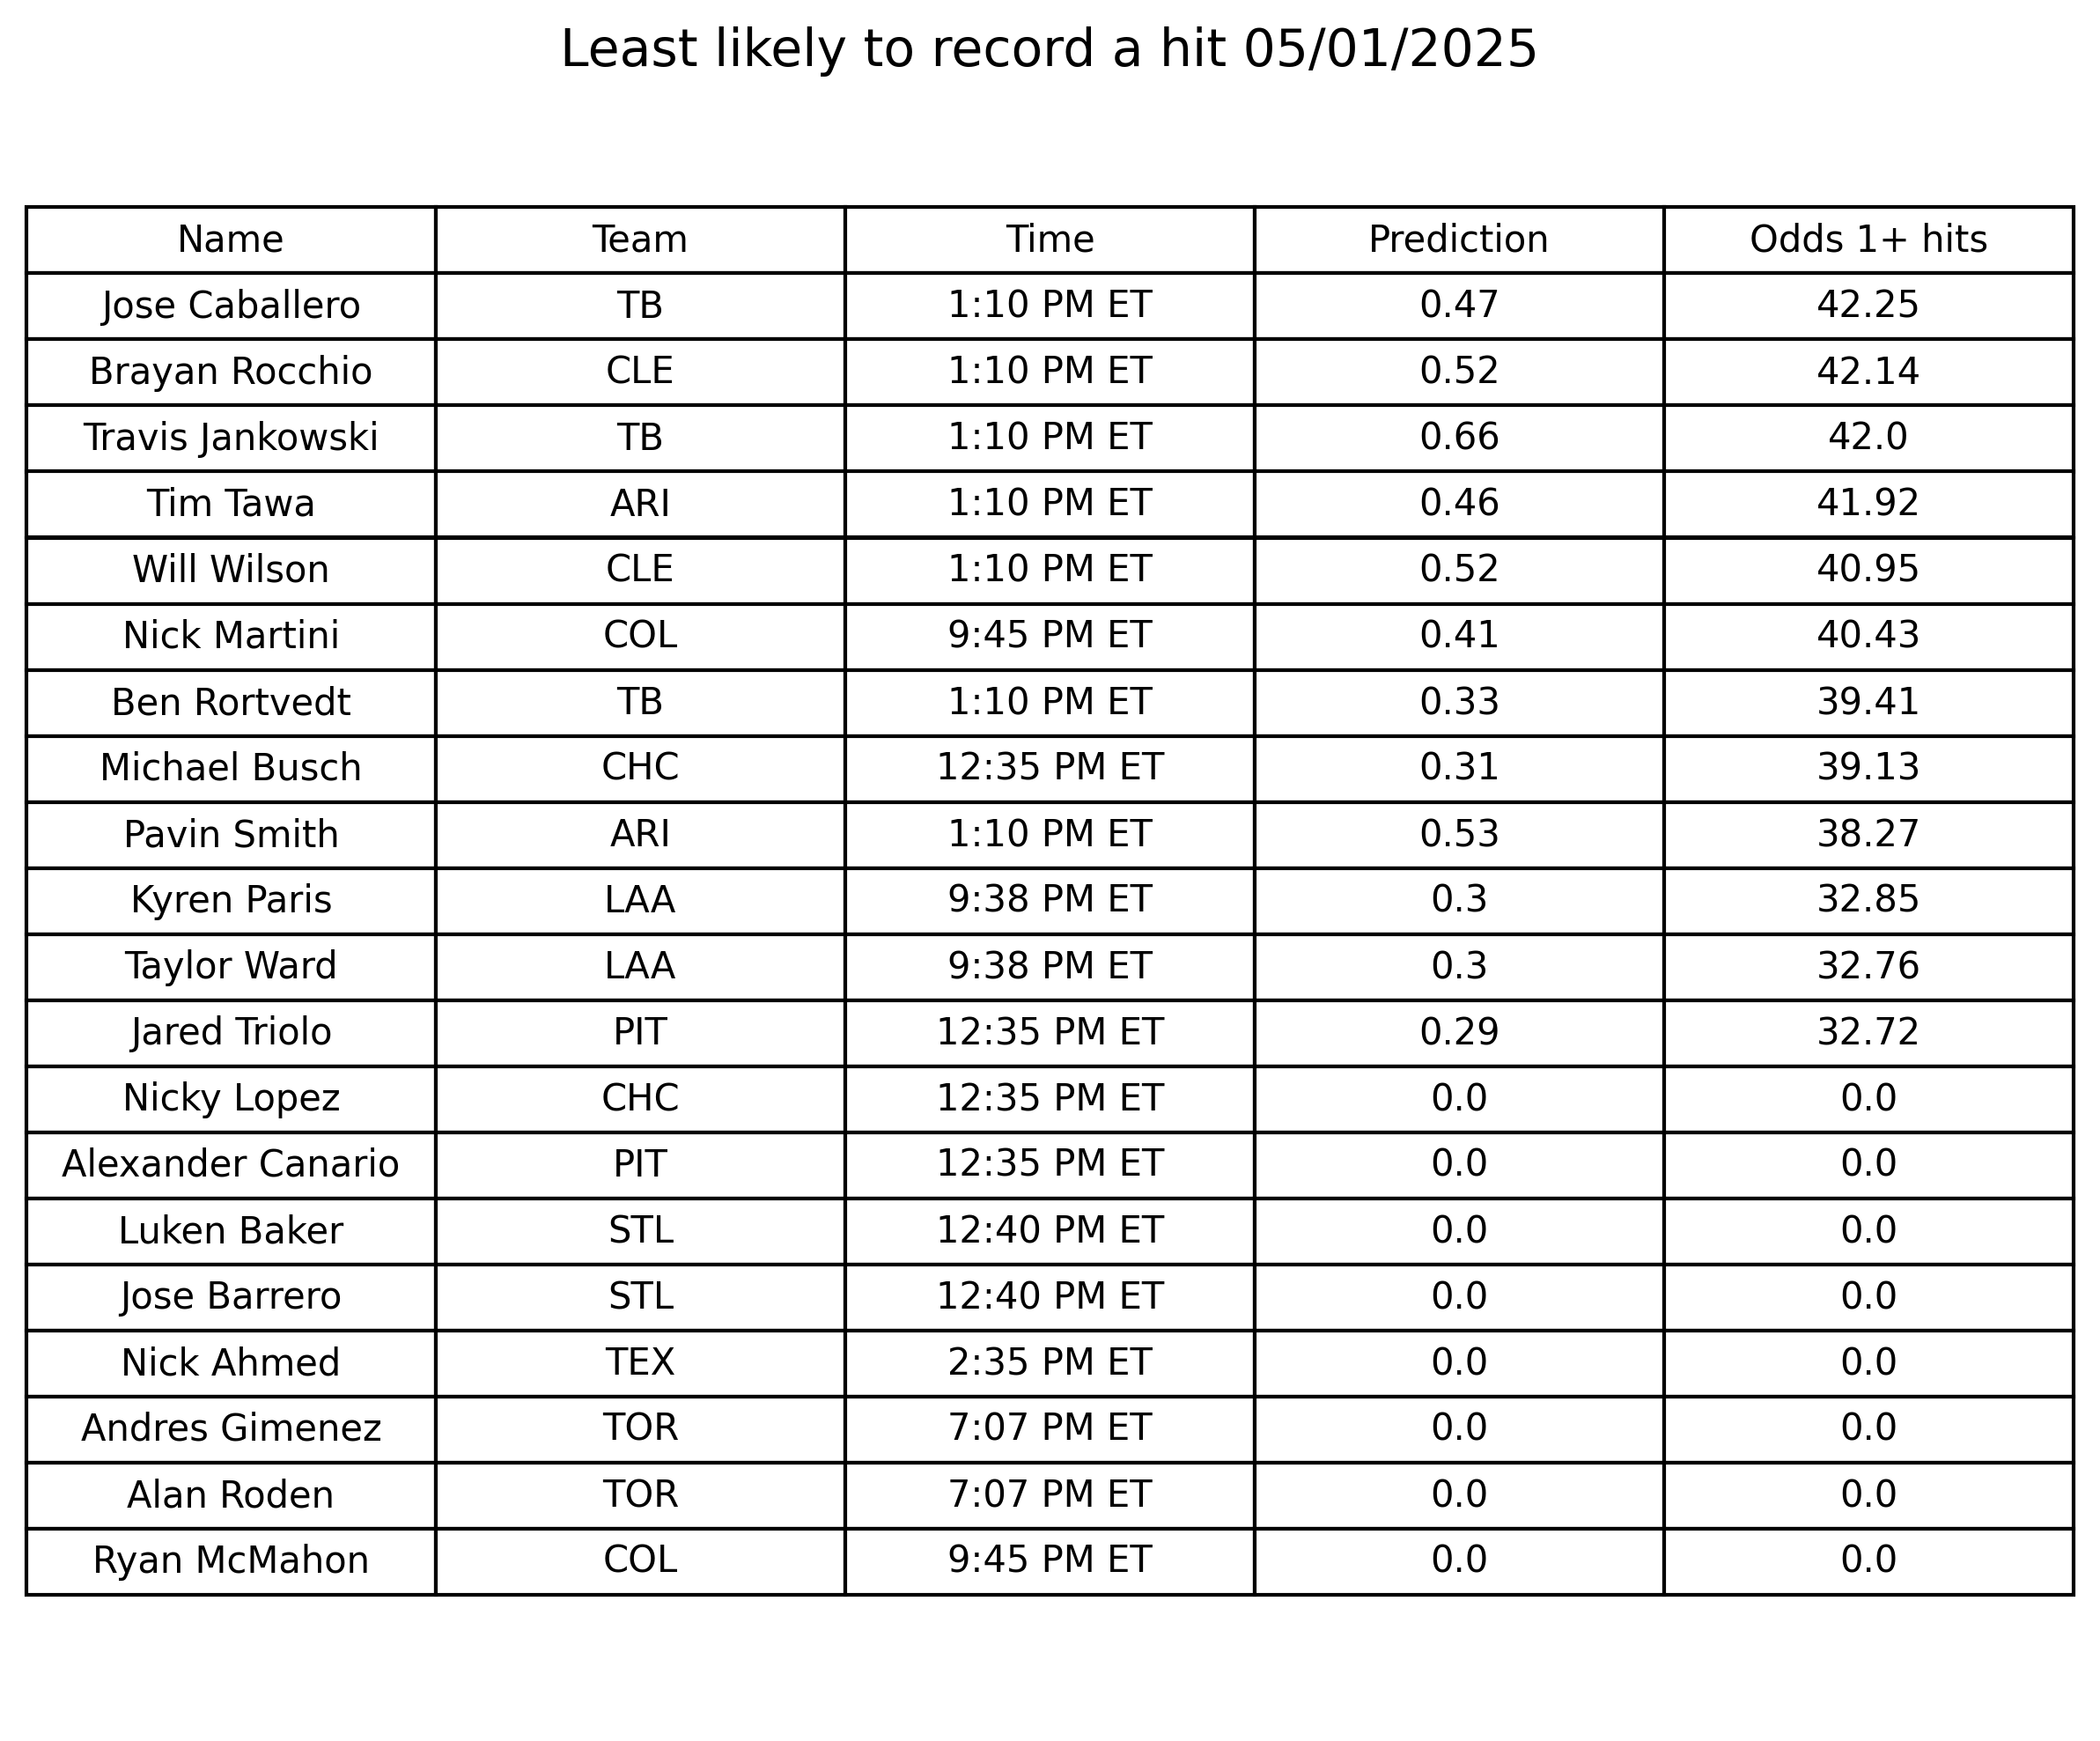 Least likely to record a hit 05/01/2025
Name Team Time Prediction Odds 1+ hits
Jose Caballero TB 1:10 PM ET 0.47 42.25
Brayan Rocchio CLE 1:10 PM ET 0.52 42.14
Travis Jankowski TB 1:10 PM ET 0.66 42.0
Tim Tawa ARI 1:10 PM ET 0.46 41.92
Will Wilson CLE 1:10 PM ET 0.52 40.95
Nick Martini COL 9:45 PM ET 0.41 40.43
Ben Rortvedt TB 1:10 PM ET 0.33 39.41
Michael Busch CHC 12:35 PM ET 0.31 39.13
Pavin Smith ARI 1:10 PM ET 0.53 38.27
Kyren Paris LAA 9:38 PM ET 0.3 32.85
Taylor Ward LAA 9:38 PM ET 0.3 32.76
Jared Triolo PIT 12:35 PM ET 0.29 32.72
Nicky Lopez CHC 12:35 PM ET 0.0 0.0
Alexander Canario PIT 12:35 PM ET 0.0 0.0
Luken Baker STL 12:40 PM ET 0.0 0.0
Jose Barrero STL 12:40 PM ET 0.0 0.0
Nick Ahmed TEX 2:35 PM ET 0.0 0.0
Andres Gimenez TOR 7:07 PM ET 0.0 0.0
Alan Roden TOR 7:07 PM ET 0.0 0.0
Ryan McMahon COL 9:45 PM ET 0.0 0.0